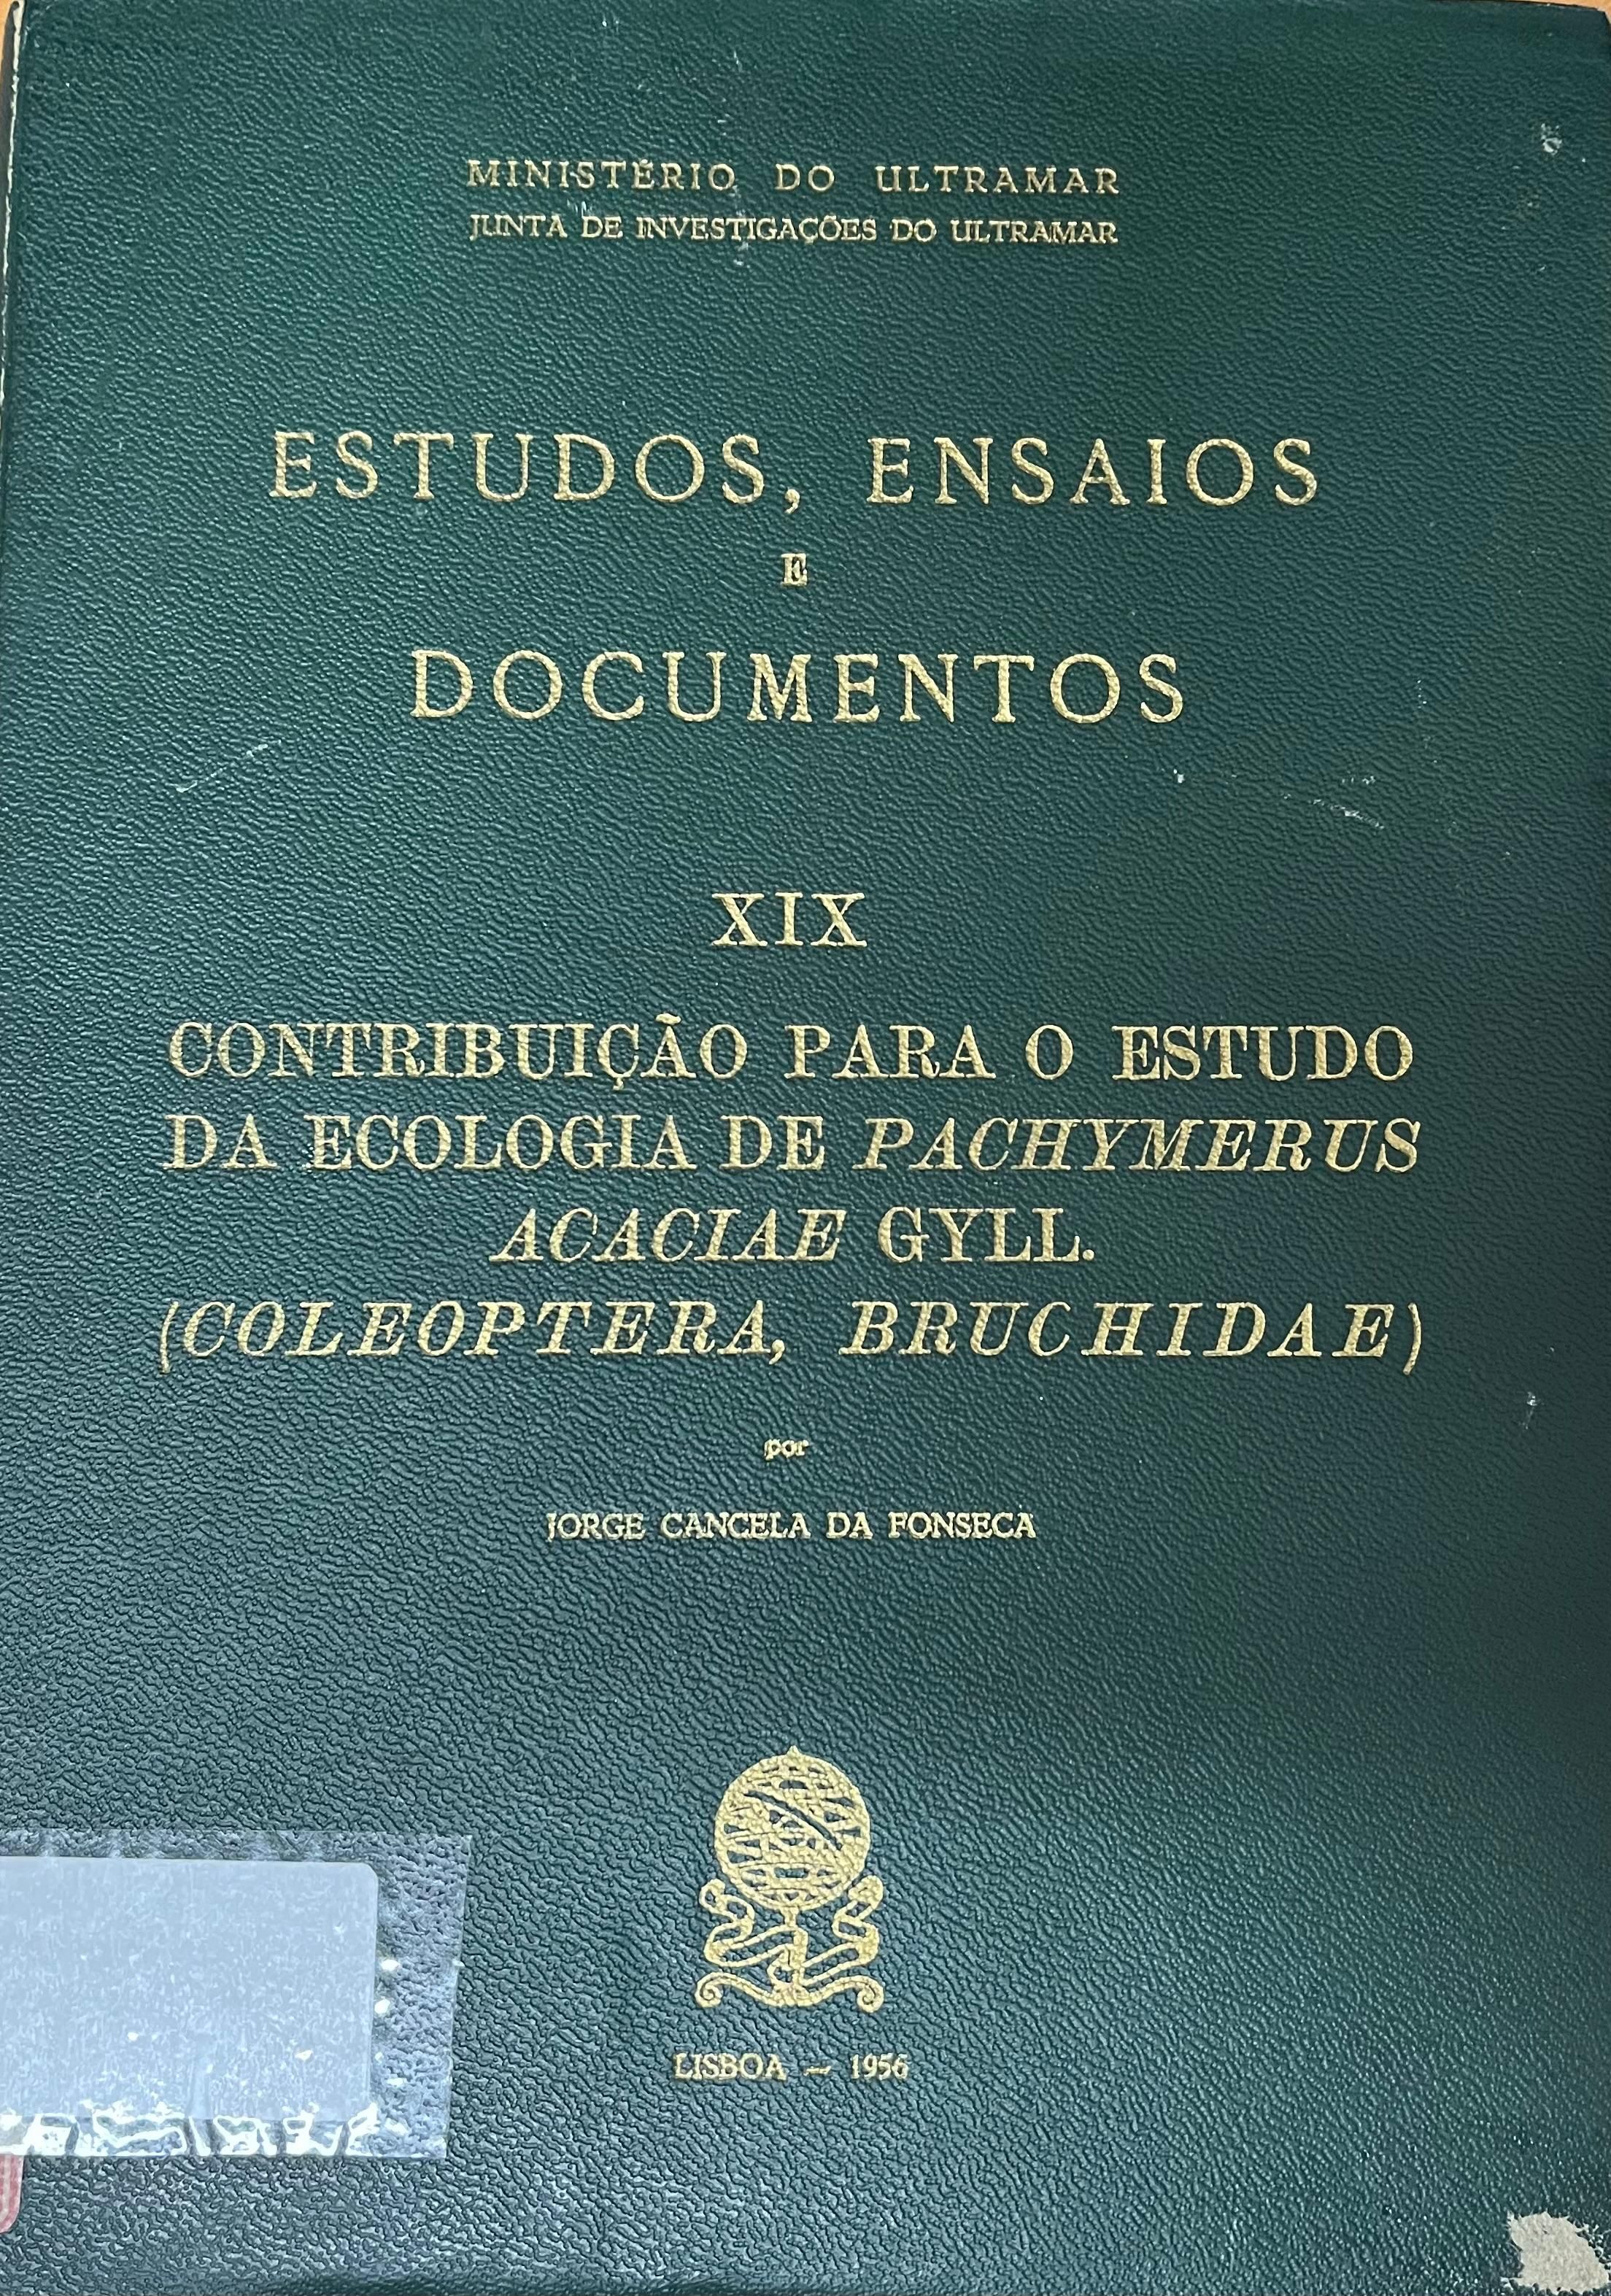 MINISTÉRIO DO ULTRAMAR
JUNTA DE INVESTIGAÇÕES DO ULTRAMAR
ESTUDOS, ENSAIOS
E
DOCUMENTOS
XIX
CONTRIBUIÇÃO PARA O ESTUDO
DA ECOLOGIA DE PACHYMERUS
ACACIAE GYLL.
(COLEOPTERA, BRUCHIDAE)
por
JORGE CANCELA DA FONSECA
LISBOA — 1956